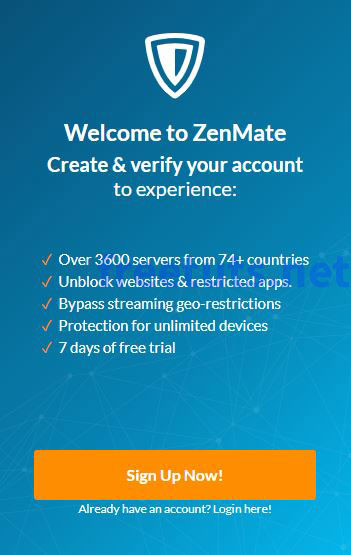 Welcome to ZenMate
Create & verify your account
to experience:
✓ Over 3600 servers from 74+ countries
✓ Unblock websites & restricted apps.
freetuts.net
✓ Bypass streaming geo-restrictions
✓ Protection for unlimited devices
✓ 7 days of free trial
Sign Up Now!
Already have an account? Login here!